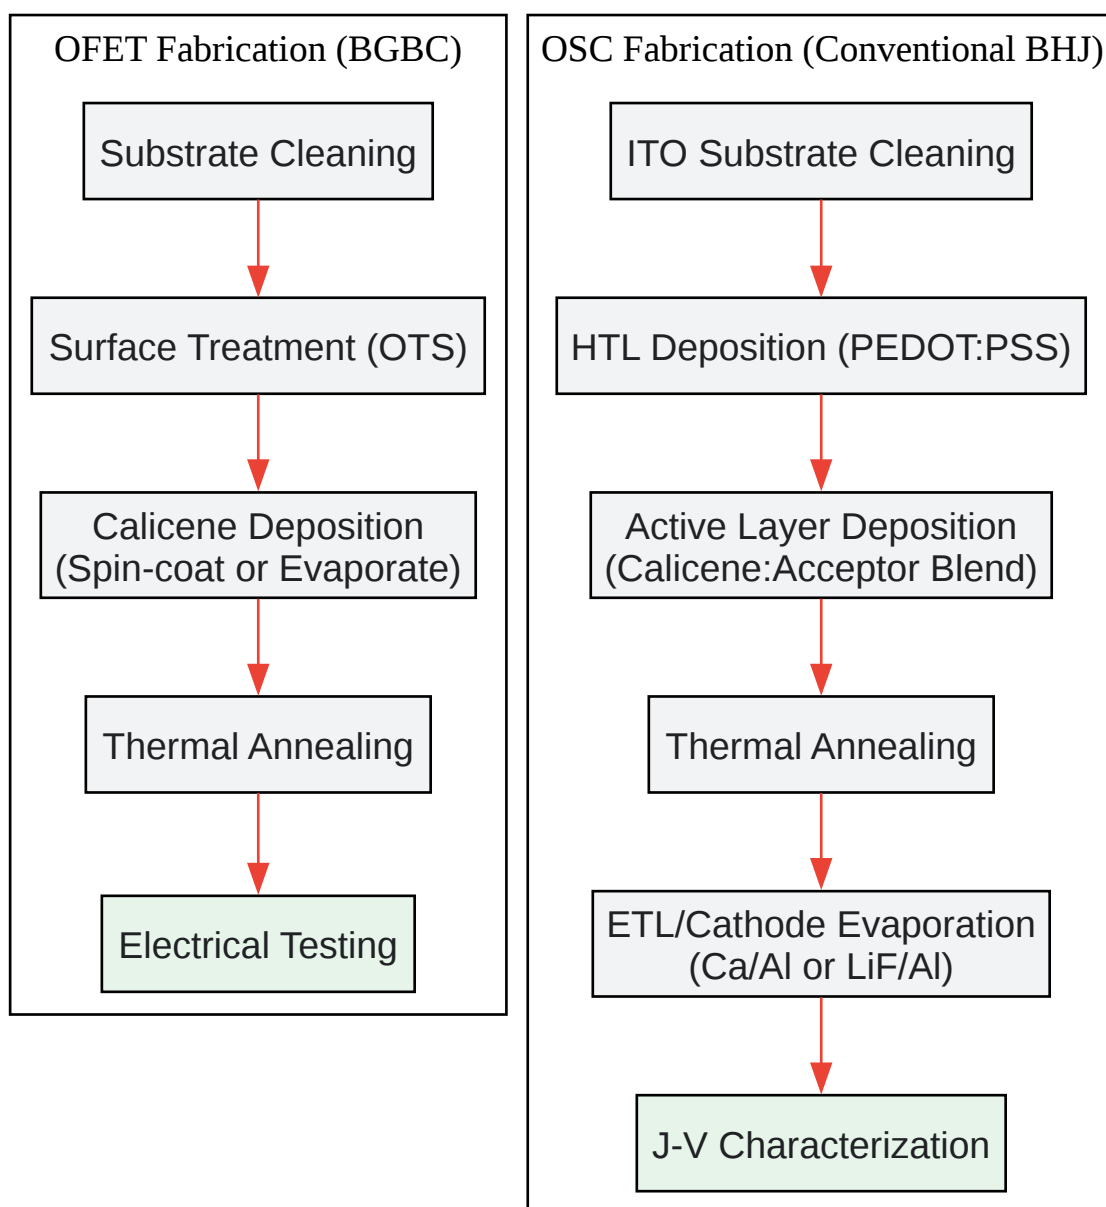 OFET Fabrication (BGBC)
Substrate Cleaning
Surface Treatment (OTS)
Calicene Deposition
(Spin-coat or Evaporate)
Thermal Annealing
Electrical Testing
OSC Fabrication (Conventional BHJ)
ITO Substrate Cleaning
HTL Deposition (PEDOT:PSS)
Active Layer Deposition
(Calicene:Acceptor Blend)
Thermal Annealing
ETL/Cathode Evaporation
(Ca/Al or LiF/Al)
J-V Characterization